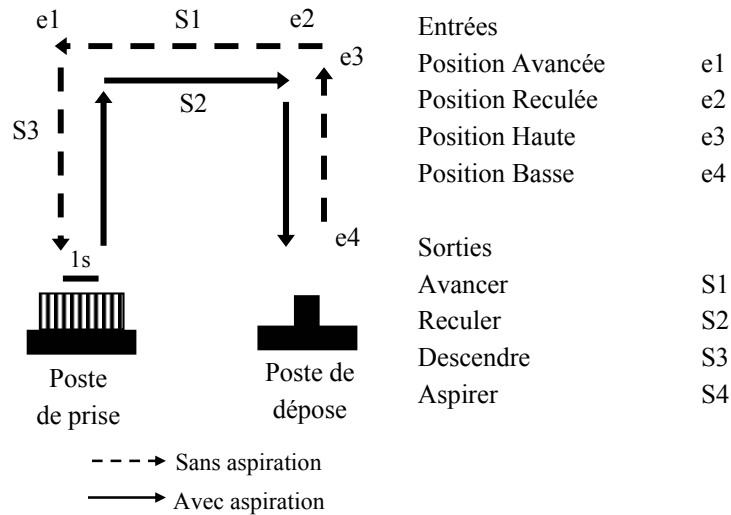 e1
S1
e2
e3
S3
S2
e4
1s
Poste
de prise
Poste de
dépose
Sans aspiration
Avec aspiration
Entrées
Position Avancée e1
Position Reculée e2
Position Haute e3
Position Basse e4
Sorties
Avancer S1
Reculer S2
Descendre S3
Aspirer S4